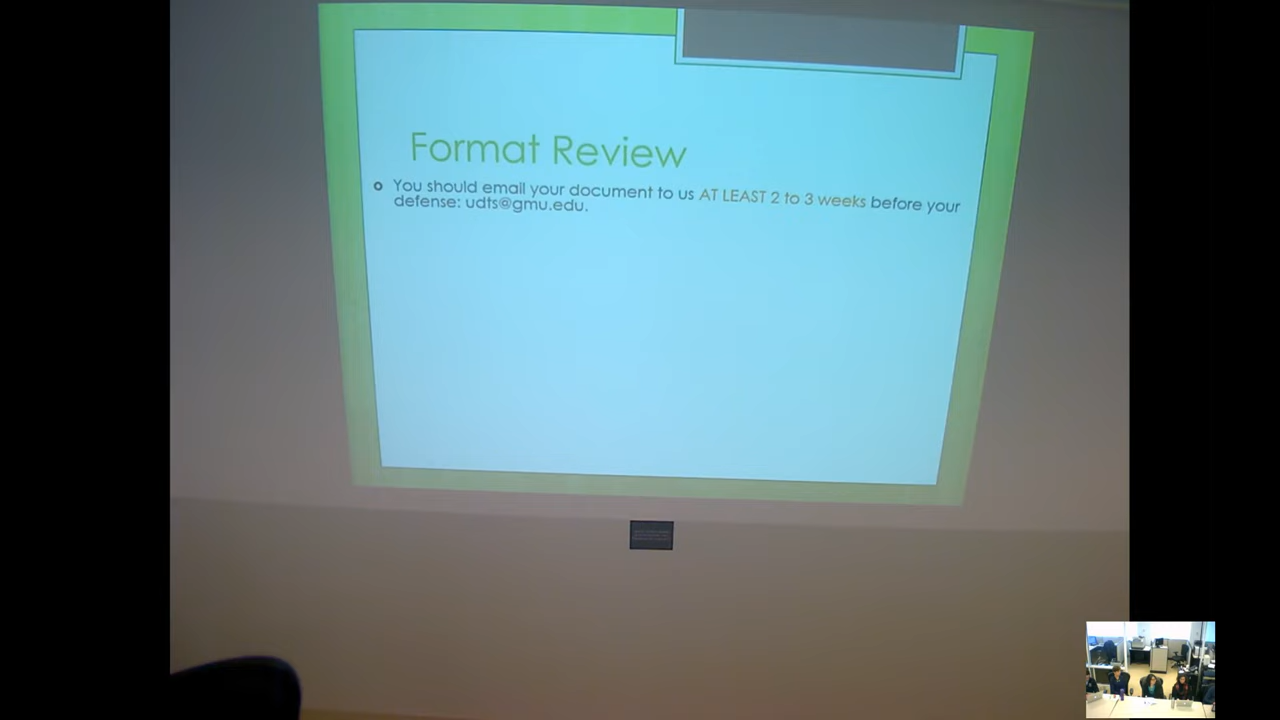 Format Review
You should email your document to us AT LEAST 2 to 3 weeks before your
defense: udts@gmu.edu.